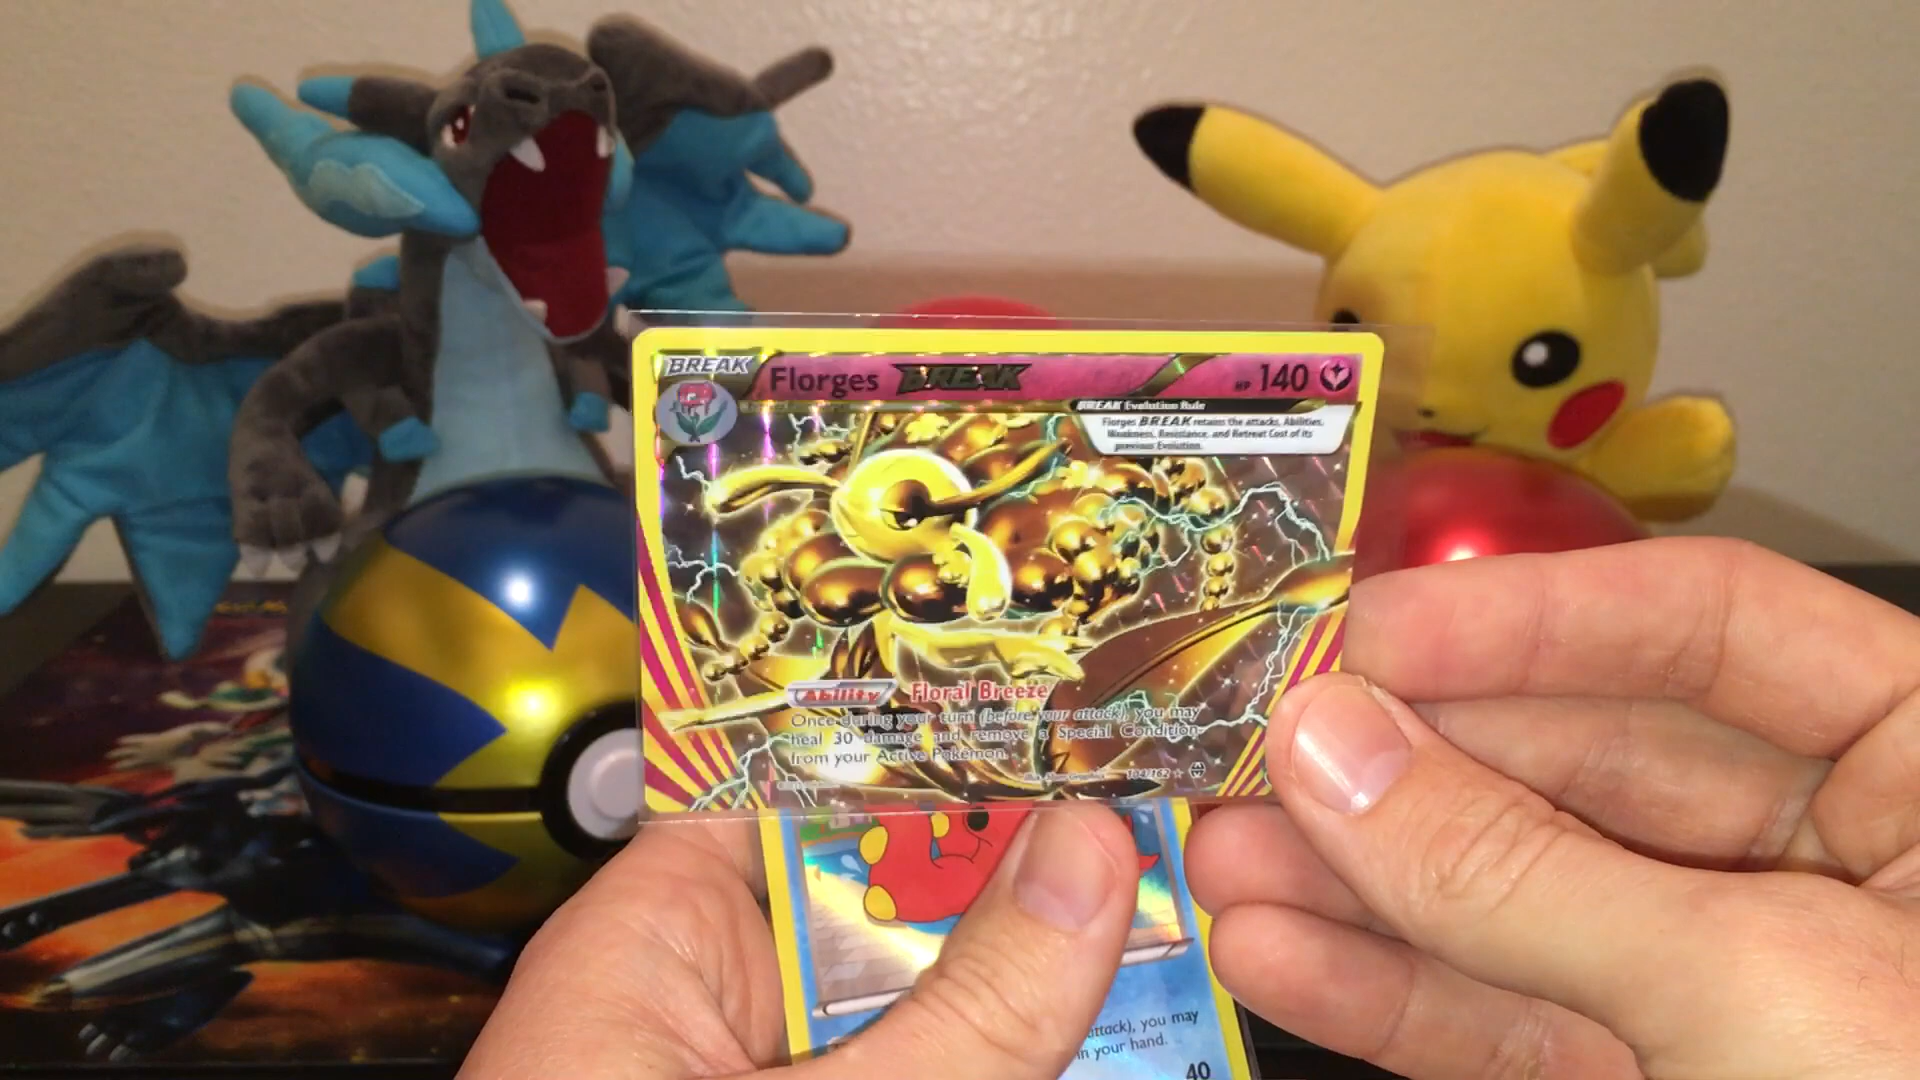 BREAK
Florges BREAK HP 140
BREAK Evolution Rule
Florges BREAK retains the attacks, Abilities,
Weakness, Resistance, and Retreat Cost of its
previous Evolution.
Ability Floral Breeze
Once during your turn (before your attack), you may
heal 30 damage and remove a Special Condition
from your Active Pokémon.
104/162
attack), you may
in your hand.
40